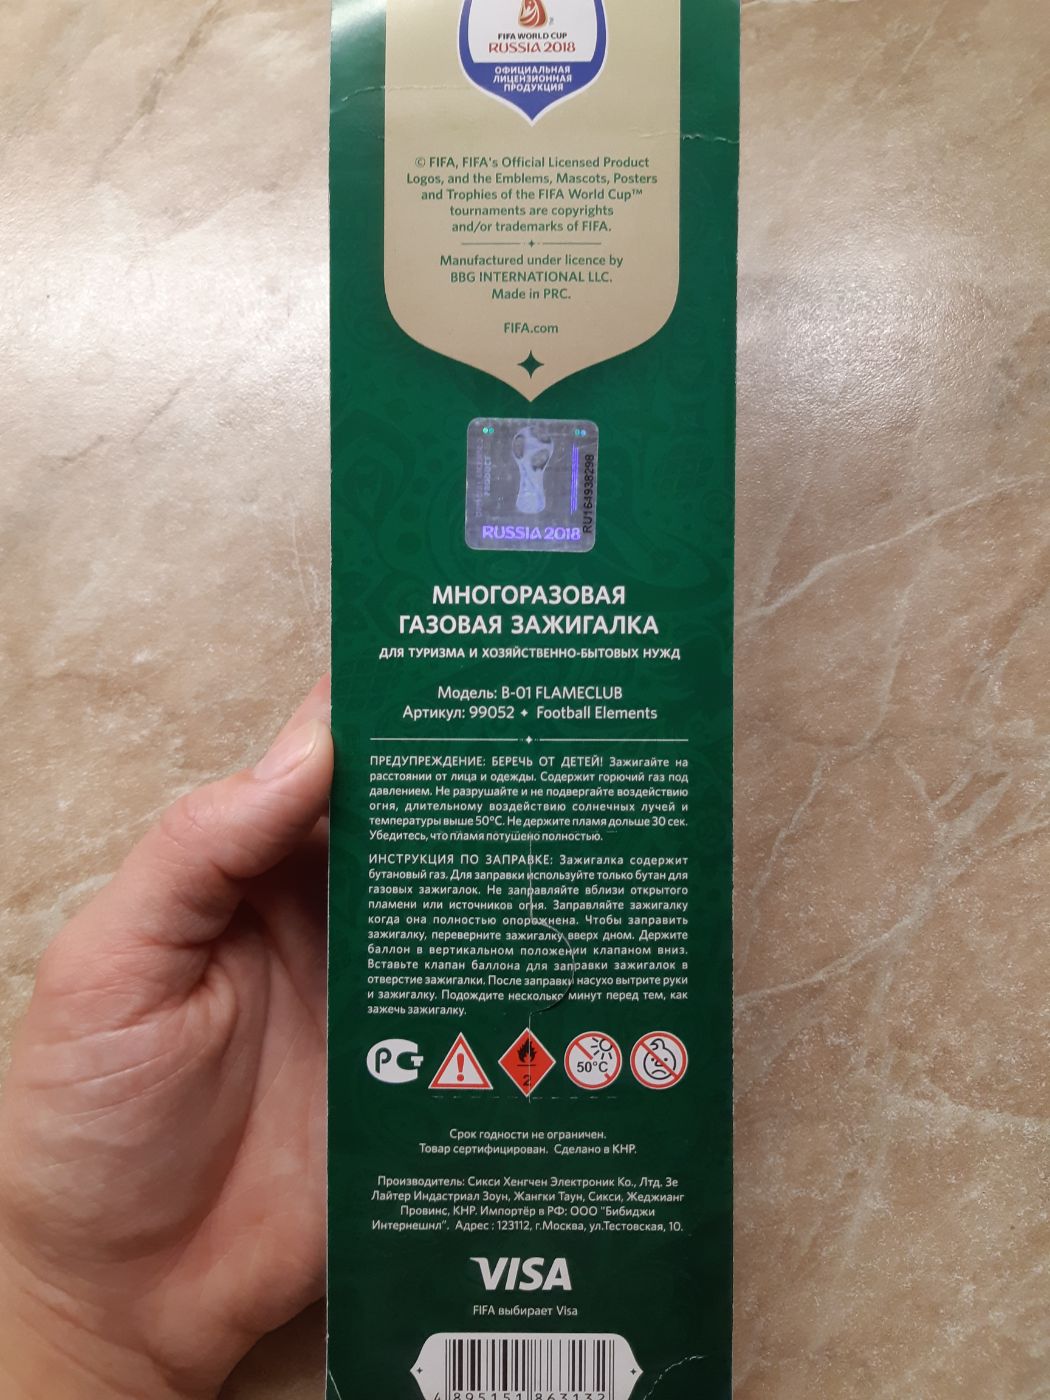 FIFA WORLD CUP
RUSSIA 2018
ОФИЦИАЛЬНАЯ
ЛИЦЕНЗИОННАЯ
ПРОДУКЦИЯ
© FIFA, FIFA's Official Licensed Product
Logos, and the Emblems, Mascots, Posters
and Trophies of the FIFA World Cup™
tournaments are copyrights
and/or trademarks of FIFA.
Manufactured under licence by
BBG INTERNATIONAL LLC.
Made in PRC.
FIFA.com
PRODUCT
RU164938298
RUSSIA 2018
МНОГОРАЗОВАЯ
ГАЗОВАЯ ЗАЖИГАЛКА
ДЛЯ ТУРИЗМА И ХОЗЯЙСТВЕННО-БЫТОВЫХ НУЖД
Модель: B-01 FLAMECLUB
Артикул: 99052 ✦ Football Elements
ПРЕДУПРЕЖДЕНИЕ: БЕРЕЧЬ ОТ ДЕТЕЙ! Зажигайте на
расстоянии от лица и одежды. Содержит горючий газ под
давлением. Не разрушайте и не подвергайте воздействию
огня, длительному воздействию солнечных лучей и
температуры выше 50°C. Не держите пламя дольше 30 сек.
Убедитесь, что пламя потушено полностью.
ИНСТРУКЦИЯ ПО ЗАПРАВКЕ: Зажигалка содержит
бутановый газ. Для заправки используйте только бутан для
газовых зажигалок. Не заправляйте вблизи открытого
пламени или источников огня. Заправляйте зажигалку
когда она полностью опорожнена. Чтобы заправить
зажигалку, переверните зажигалку вверх дном. Держите
баллон в вертикальном положении клапаном вниз.
Вставьте клапан баллона для заправки зажигалок в
отверстие зажигалки. После заправки насухо вытрите руки
и зажигалку. Подождите несколько минут перед тем, как
зажечь зажигалку.
РСТ
2
50°C
Срок годности не ограничен.
Товар сертифицирован. Сделано в КНР.
Производитель: Сикси Хенгчен Электроник Ко., Лтд. Зе
Лайтер Индастриал Зоун, Жангки Таун, Сикси, Жеджианг
Провинс, КНР. Импортёр в РФ: ООО "Бибиджи
Интернешнл". Адрес : 123112, г.Москва, ул.Тестовская, 10.
VISA
FIFA выбирает Visa
4 895151 863132